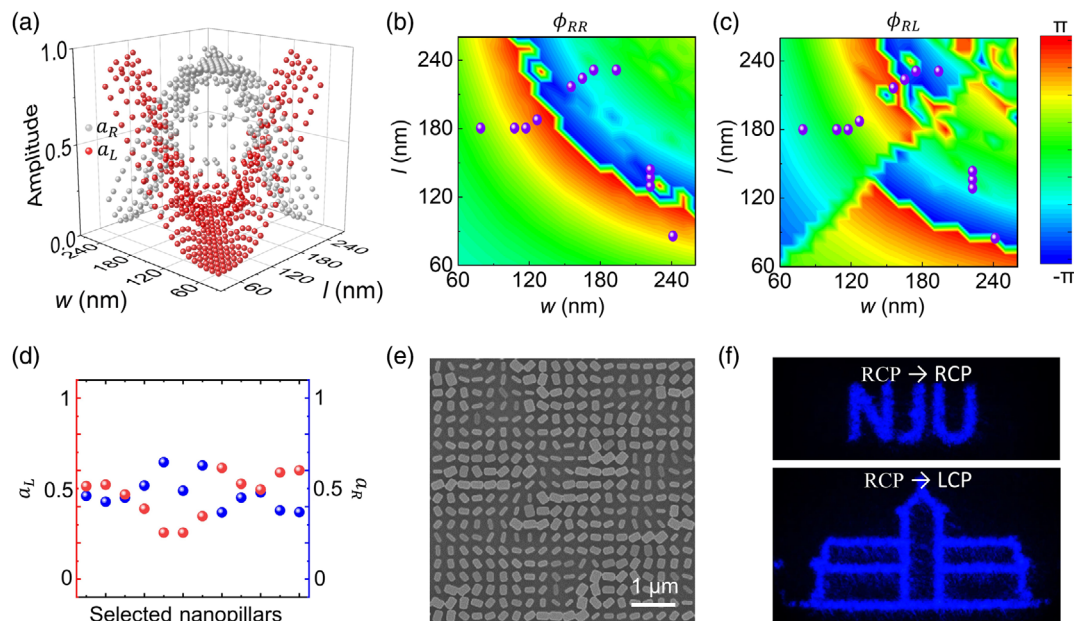 (a)
Amplitude
1.0
0.5
0.0
a_R
a_L
240
180
120
60
w (nm)
60
120
180
240
l (nm)
(b)
ϕ_RR
l (nm)
240
180
120
60
60 120 180 240
w (nm)
(c)
ϕ_RL
l (nm)
240
180
120
60
60 120 180 240
w (nm)
π
-π
(d)
a_L
1
0.5
0
1
0.5
0
a_R
Selected nanopillars
(e)
1 μm
(f)
RCP → RCP
NJU
RCP → LCP